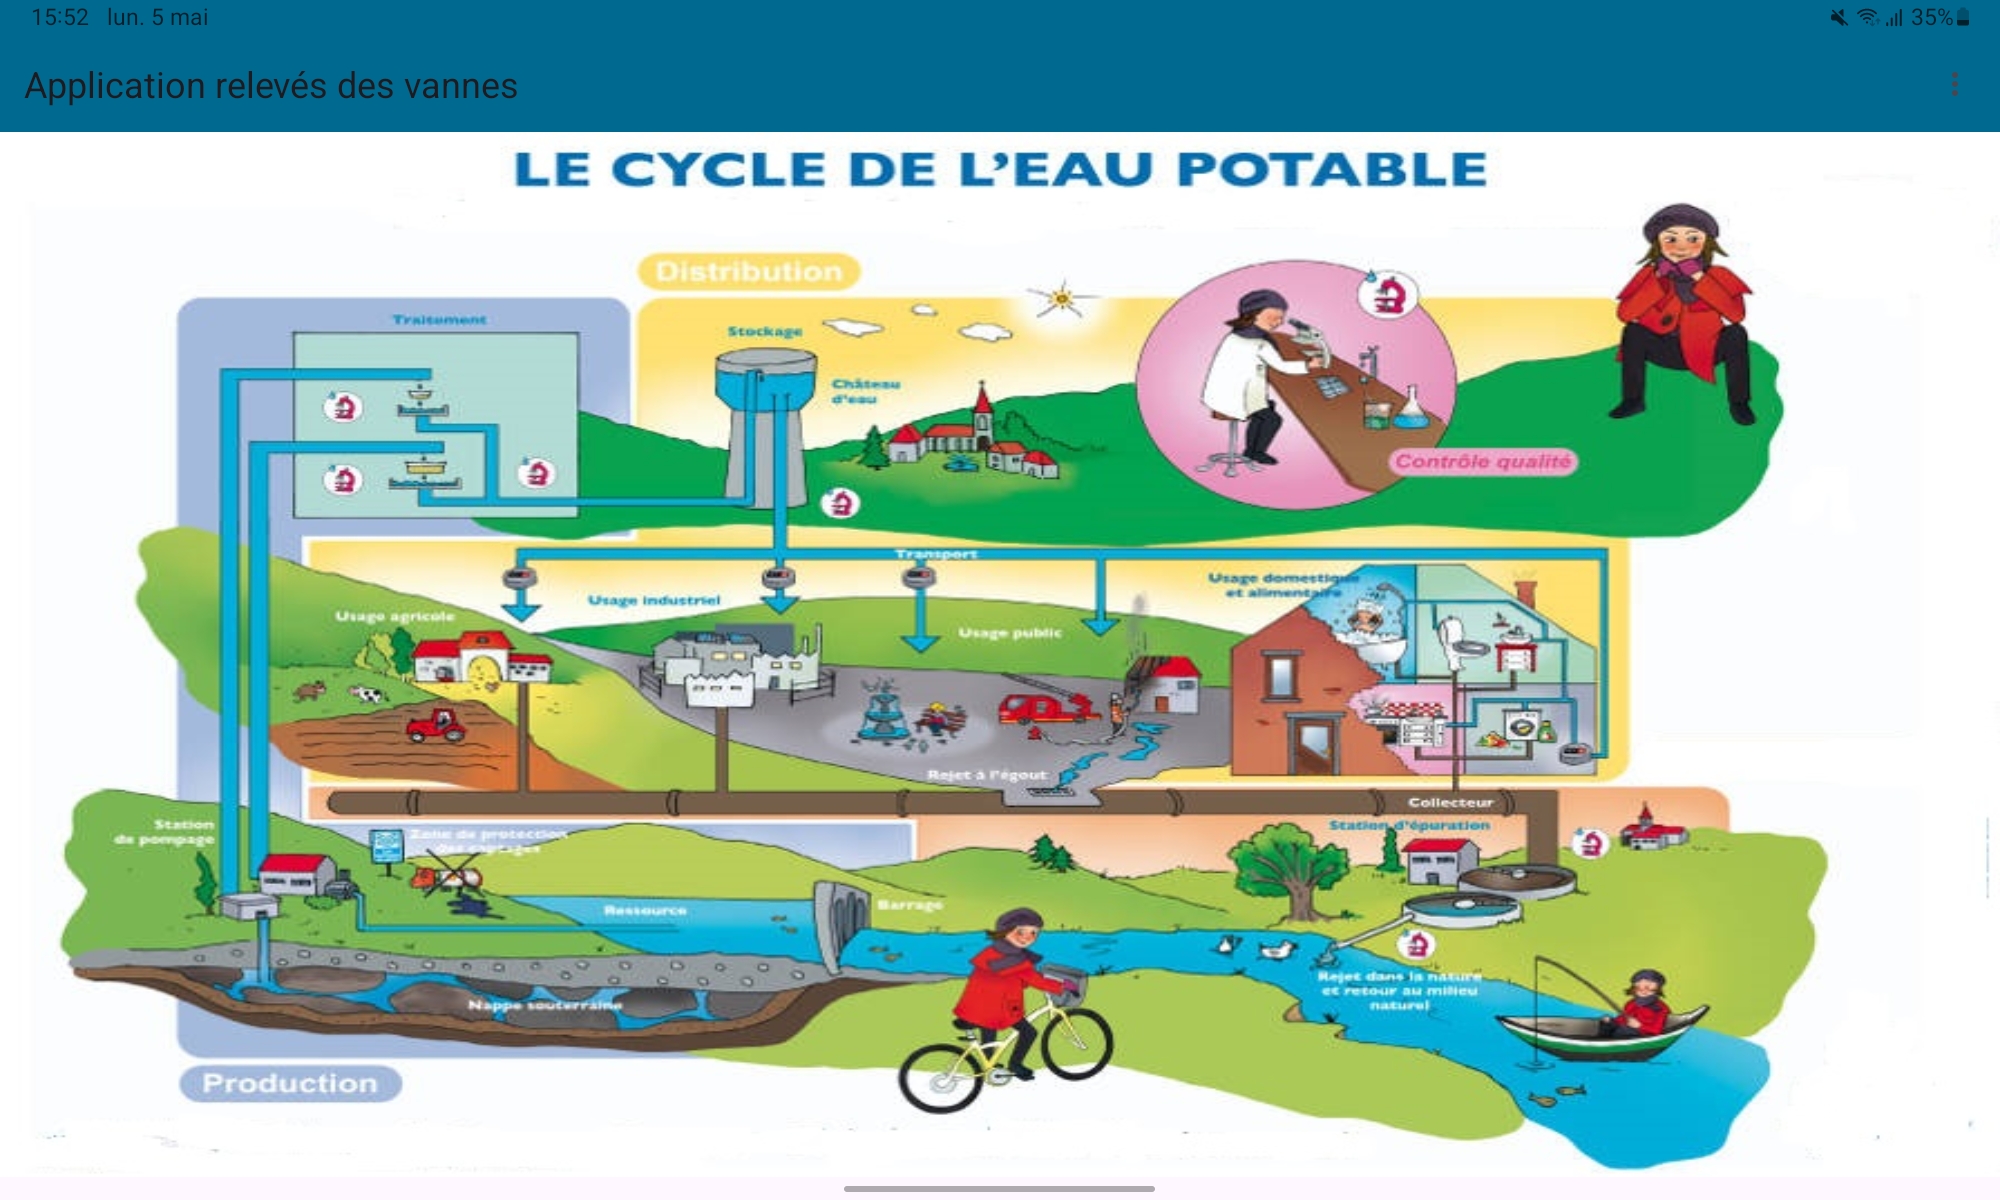 15:52 lun. 5 mai
35%
Application relevés des vannes
LE CYCLE DE L'EAU POTABLE
Distribution
Traitement
Stockage
Château
d'eau
Contrôle qualité
Transport
Usage domestique
et alimentaire
Usage industriel
Usage agricole
Usage public
Rejet à l'égout
Collecteur
Station
de pompage
Zone de protection
des captages
Station d'épuration
Ressource
Barrage
Rejet dans la nature
et retour au milieu
naturel
Nappe souterraine
Production